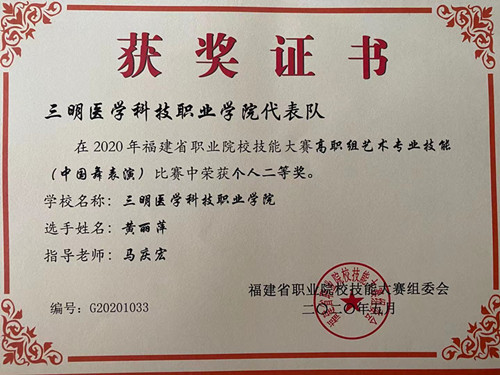 获奖证书
三明医学科技职业学院代表队
在2020年福建省职业院校技能大赛高职组艺术专业技能
（中国舞表演）比赛中荣获个人二等奖。
学校名称：三明医学科技职业学院
选手姓名：黄丽萍
指导老师：马庆宏
福建省职业院校技能大赛组委会
编号：G20201033
二〇二〇年五月